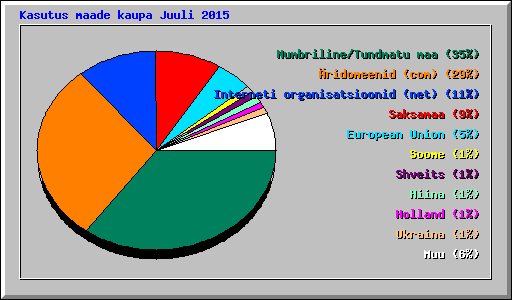 Kasutus maade kaupa Juuli 2015
Numbriline/Tundmatu maa (35%)
Äridomeenid (com) (29%)
Interneti organisatsioonid (net) (11%)
Saksamaa (9%)
European Union (5%)
Soome (1%)
Shveits (1%)
Hiina (1%)
Holland (1%)
Ukraina (1%)
Muu (6%)